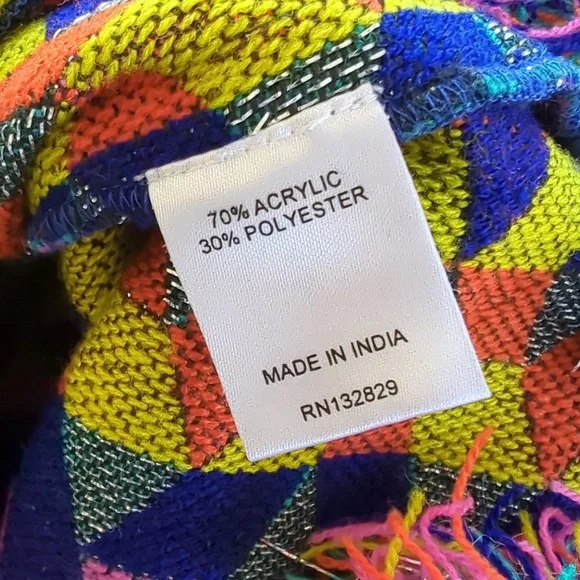 70% ACRYLIC
30% POLYESTER
MADE IN INDIA
RN132829